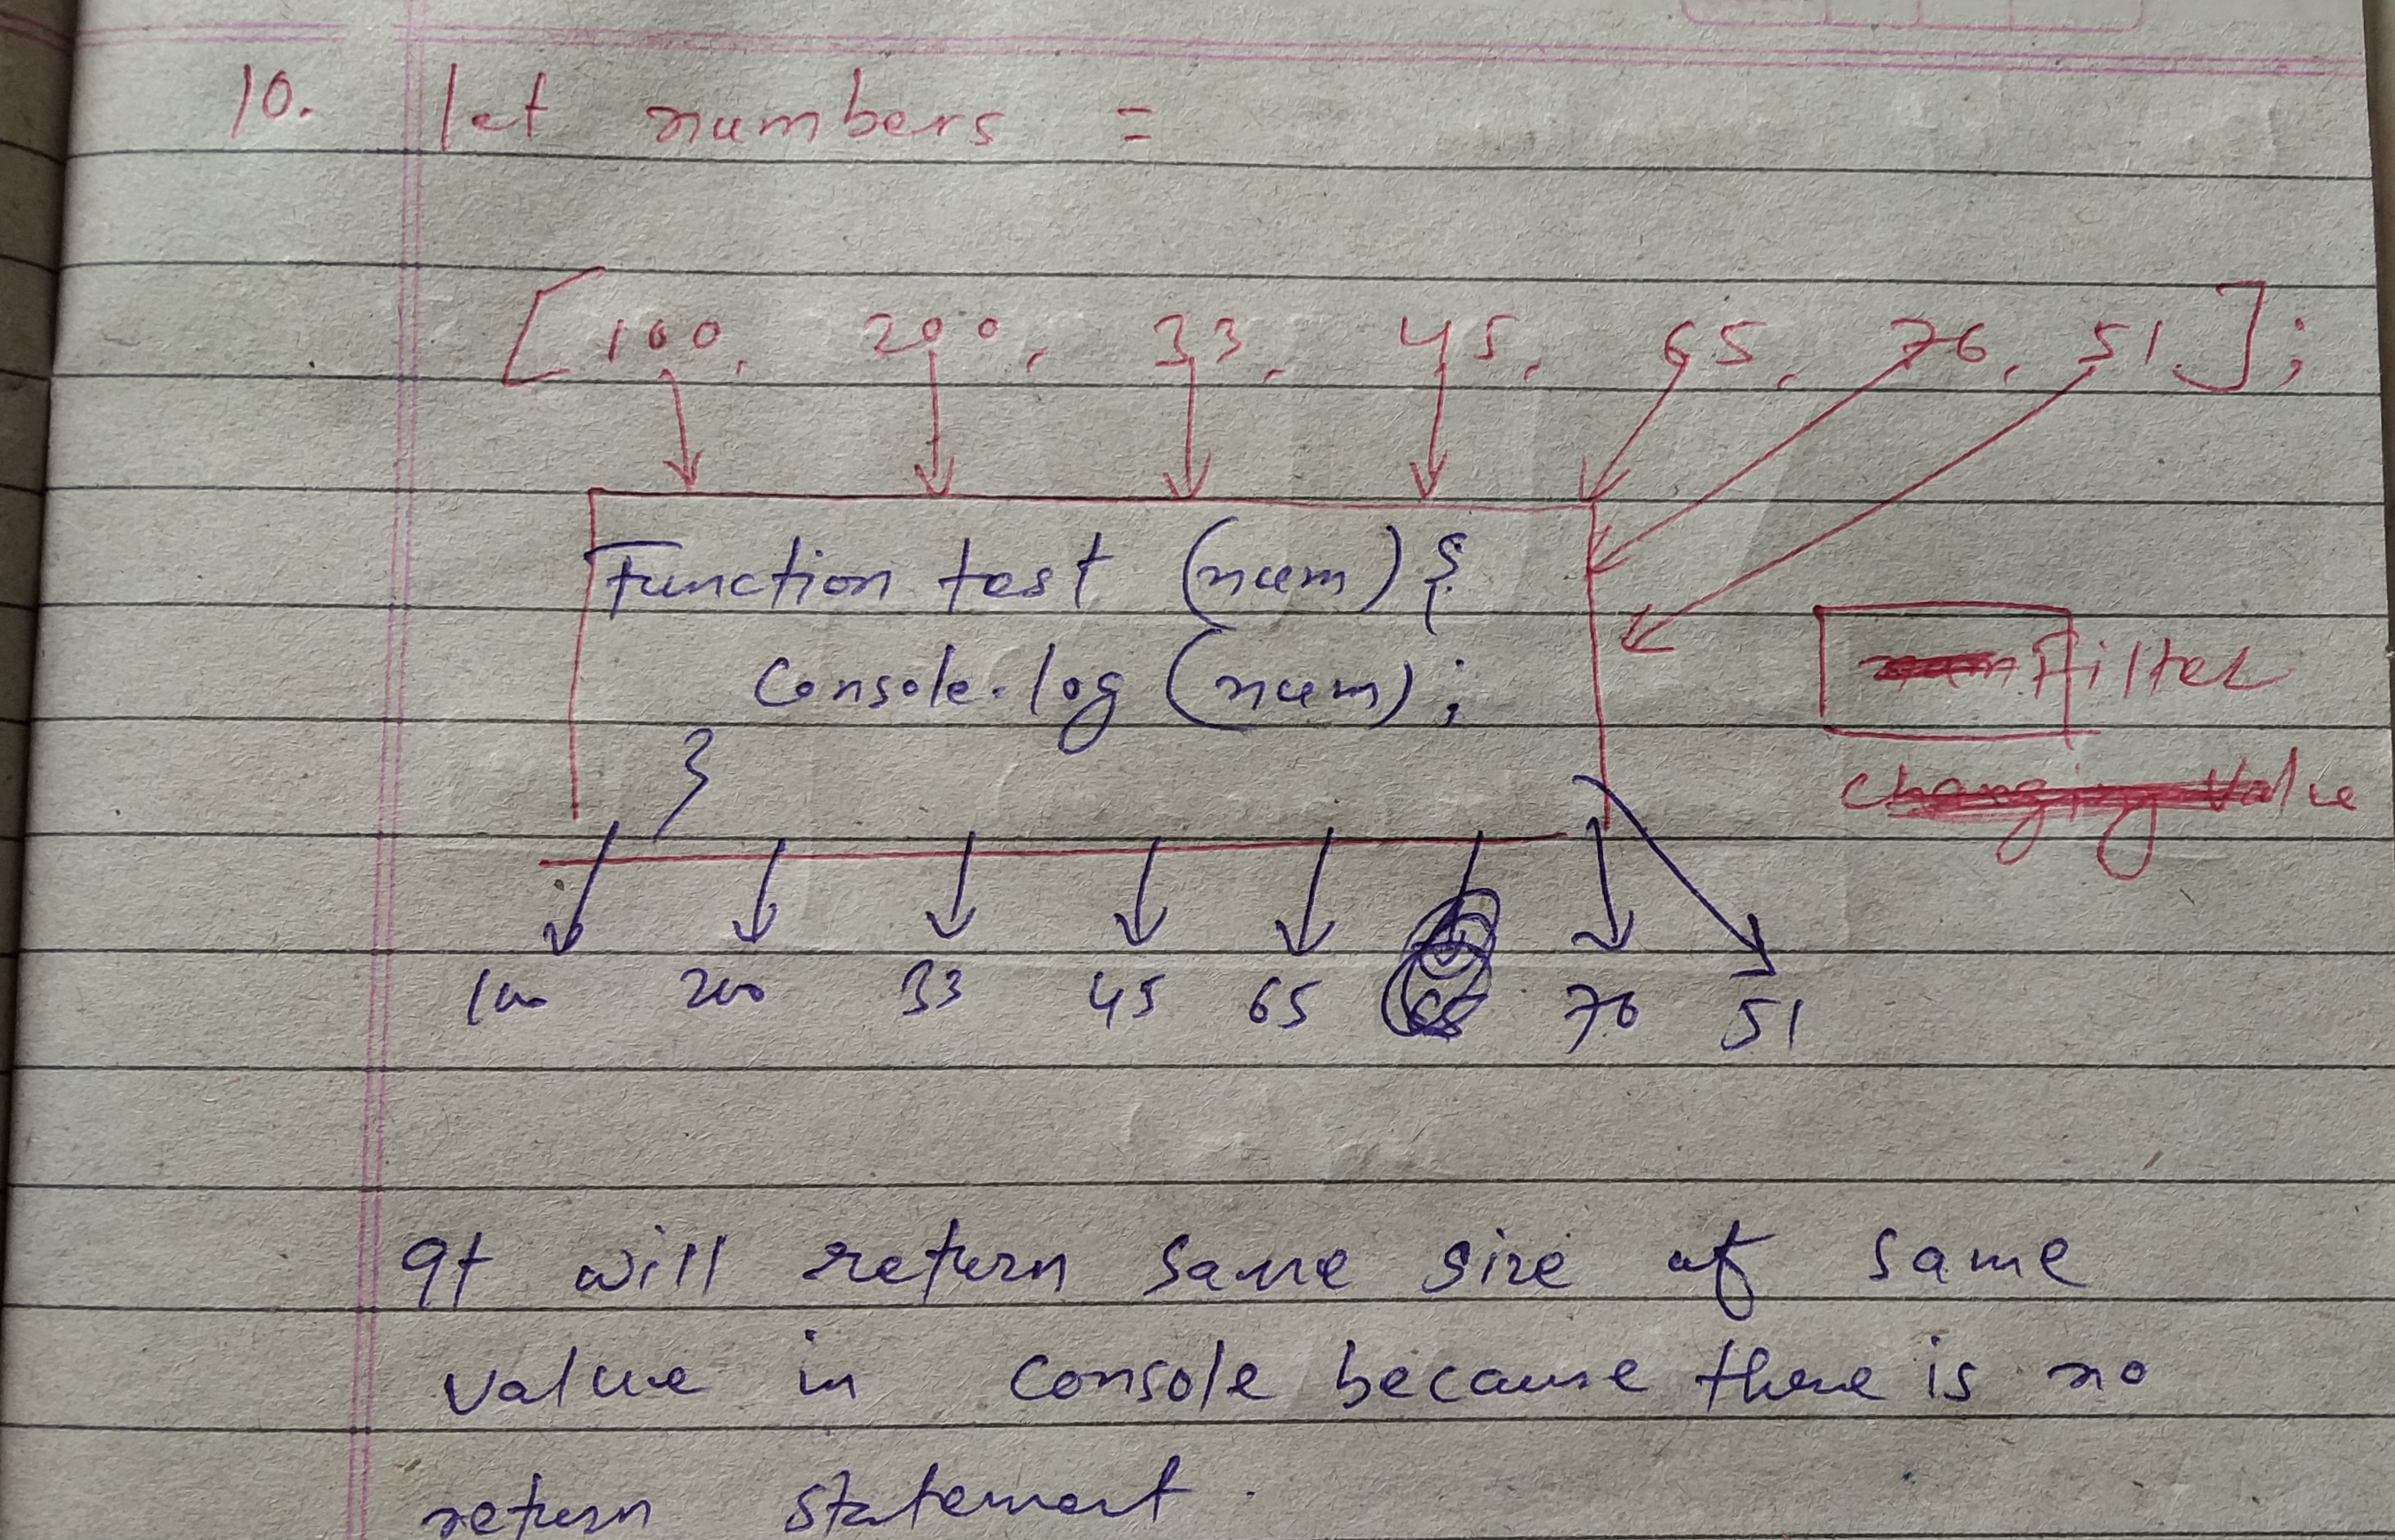 10. let numbers =
[100, 200, 33, 45, 65, 76, 51];
Function test (num) {
console.log (num);
}
Filter
changing value
100 200 33 45 65 76 51
It will return same size of same
value in console because there is no
return statement.